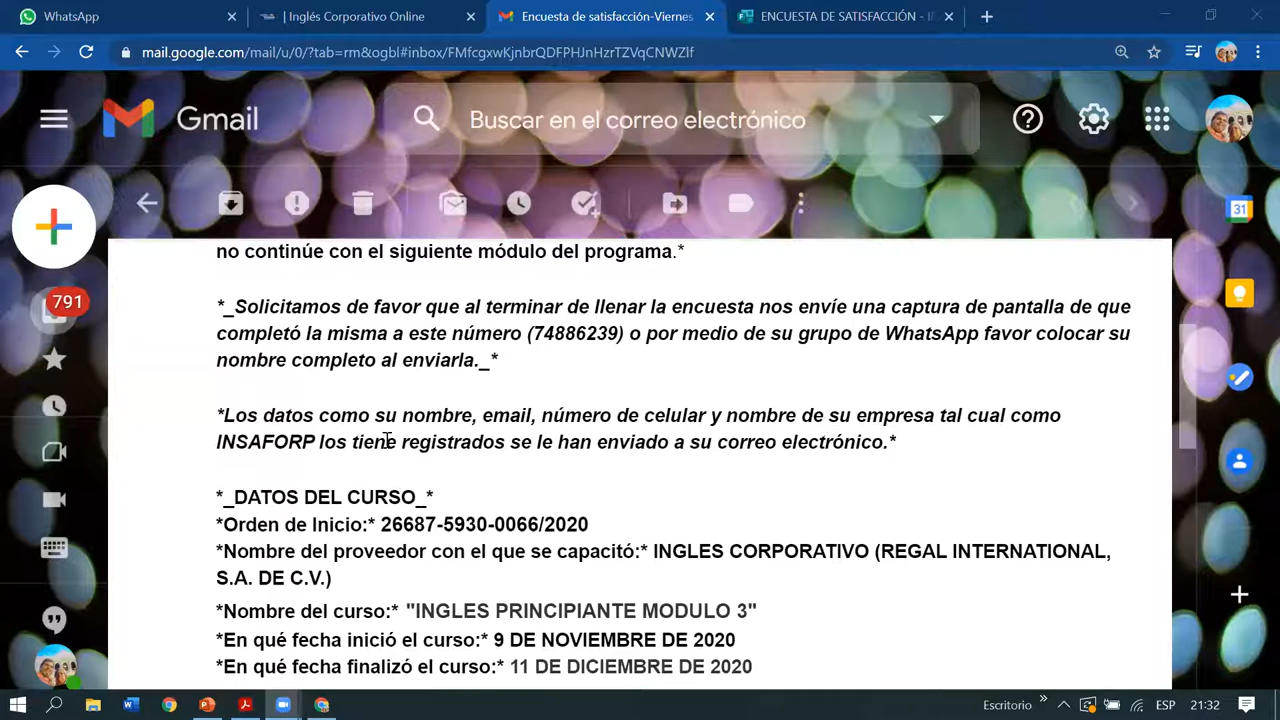 WhatsApp
| Inglés Corporativo Online
Encuesta de satisfacción-Viernes
ENCUESTA DE SATISFACCIÓN - I
mail.google.com/mail/u/0/?tab=rm&ogbl#inbox/FMfcgxwKjnbrQDFPHJnHzrTZVqCNWZlf
Gmail
Buscar en el correo electrónico
31
791
no continúe con el siguiente módulo del programa.*
*_Solicitamos de favor que al terminar de llenar la encuesta nos envíe una captura de pantalla de que
completó la misma a este número (74886239) o por medio de su grupo de WhatsApp favor colocar su
nombre completo al enviarla._*
*Los datos como su nombre, email, número de celular y nombre de su empresa tal cual como
INSAFORP los tiene registrados se le han enviado a su correo electrónico.*
*_DATOS DEL CURSO_*
*Orden de Inicio:* 26687-5930-0066/2020
*Nombre del proveedor con el que se capacitó:* INGLES CORPORATIVO (REGAL INTERNATIONAL,
S.A. DE C.V.)
*Nombre del curso:* "INGLES PRINCIPIANTE MODULO 3"
*En qué fecha inició el curso:* 9 DE NOVIEMBRE DE 2020
*En qué fecha finalizó el curso:* 11 DE DICIEMBRE DE 2020
Escritorio
ESP
21:32